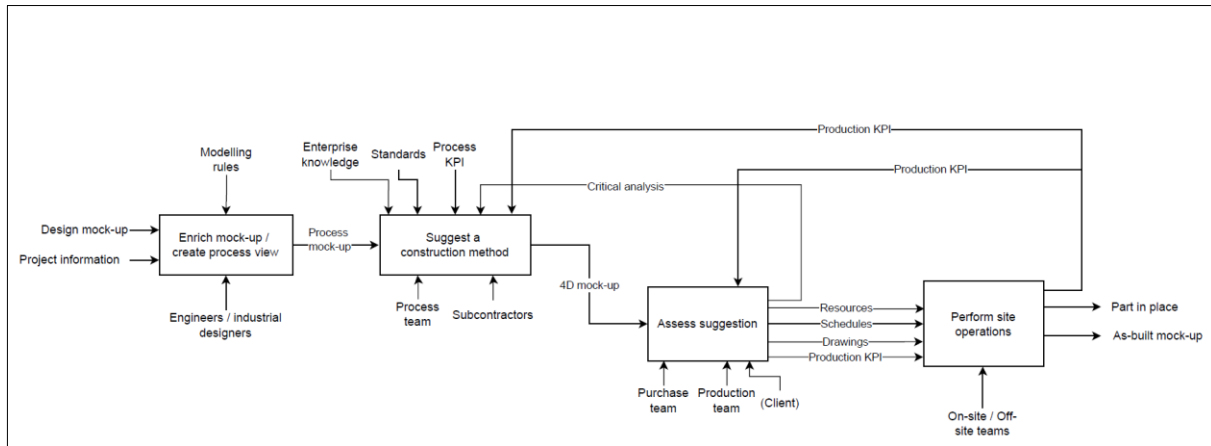 Production KPI
Enterprise
knowledge
Standards
Process
KPI
Modelling
rules
Production KPI
Critical analysis
Design mock-up
Project information
Enrich mock-up /
create process view
Process
mock-up
Suggest a
construction method
Engineers / industrial
designers
Process
team
Subcontractors
4D mock-up
Assess suggestion
Resources
Schedules
Drawings
Production KPI
Perform site
operations
Part in place
As-built mock-up
Purchase
team
Production
team
(Client)
On-site / Off-
site teams